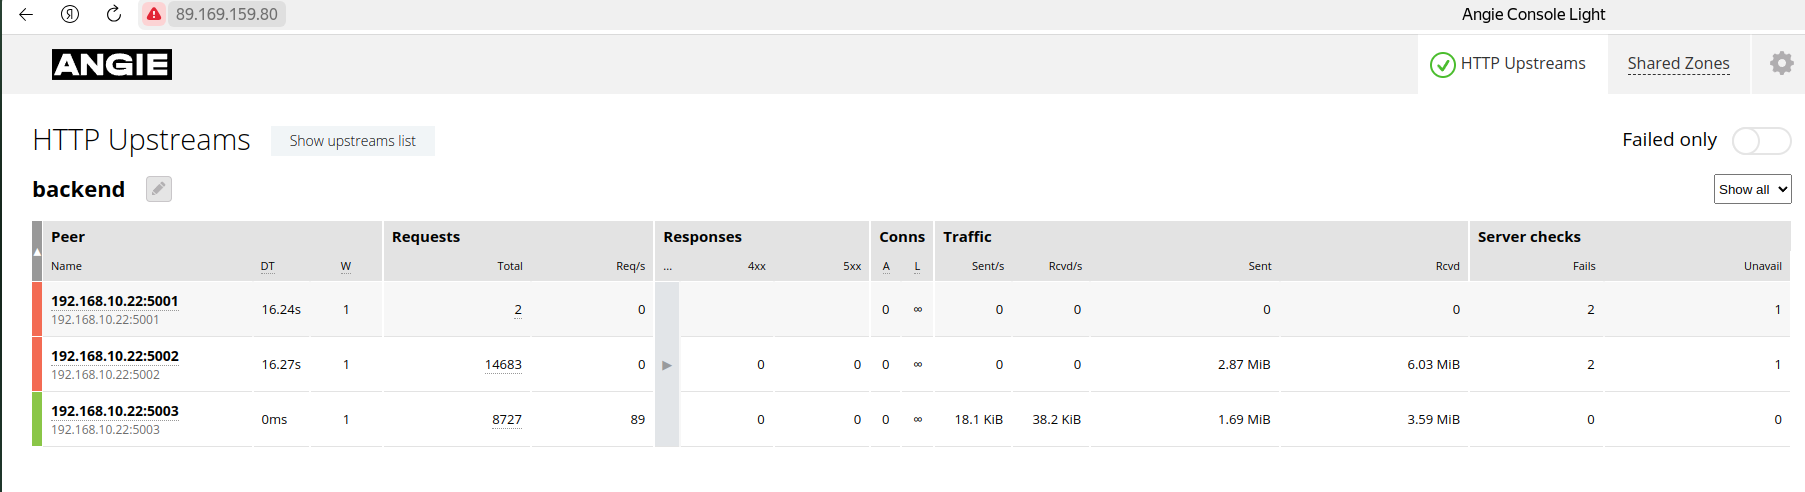 89.169.159.80 Angie Console Light
ANGIE HTTP Upstreams Shared Zones
HTTP Upstreams Show upstreams list Failed only
backend Show all
Peer Requests Responses Conns Traffic Server checks
Name DT W Total Req/s ... 4xx 5xx A L Sent/s Rcvd/s Sent Rcvd Fails Unavail
192.168.10.22:5001 16.24s 1 2 0 0 ∞ 0 0 0 0 2 1
192.168.10.22:5001
192.168.10.22:5002 16.27s 1 14683 0 0 0 0 ∞ 0 0 2.87 MiB 6.03 MiB 2 1
192.168.10.22:5002
192.168.10.22:5003 0ms 1 8727 89 0 0 0 ∞ 18.1 KiB 38.2 KiB 1.69 MiB 3.59 MiB 0 0
192.168.10.22:5003